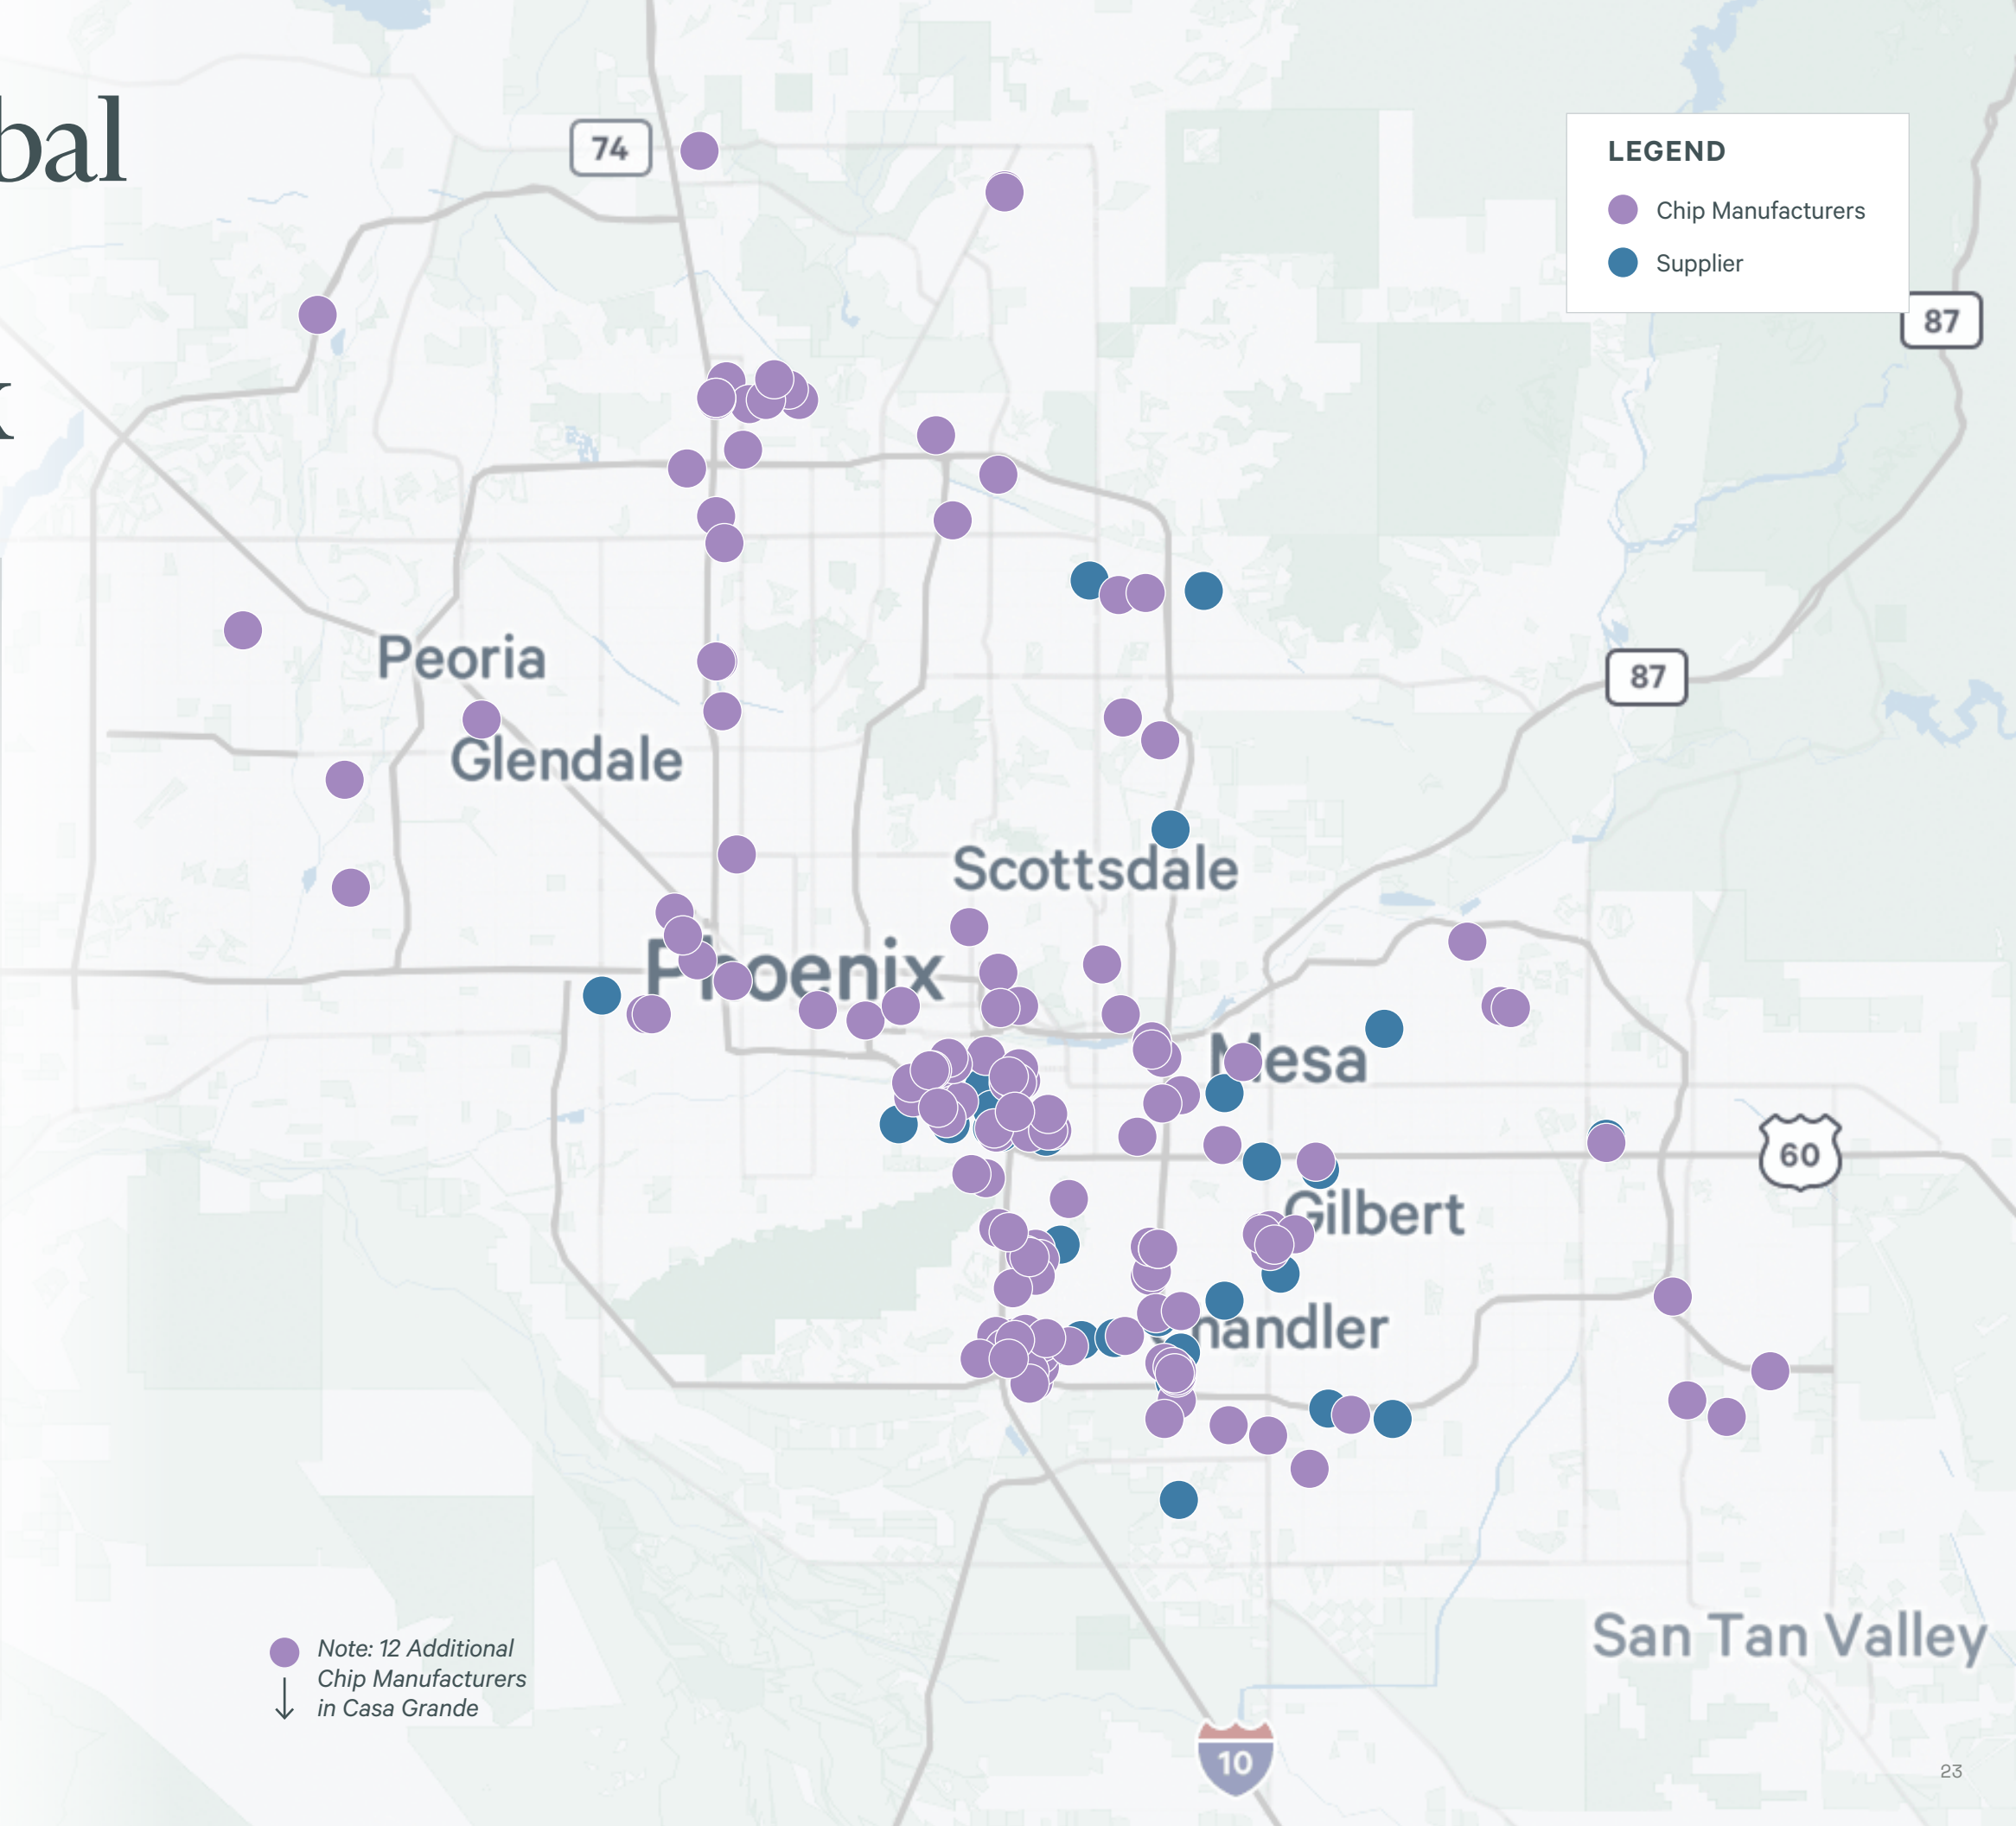 bal
74
LEGEND
Chip Manufacturers
Supplier
87
Peoria
87
Glendale
Scottsdale
Phoenix
Mesa
60
Gilbert
handler
San Tan Valley
Note: 12 Additional
Chip Manufacturers
in Casa Grande
10
23